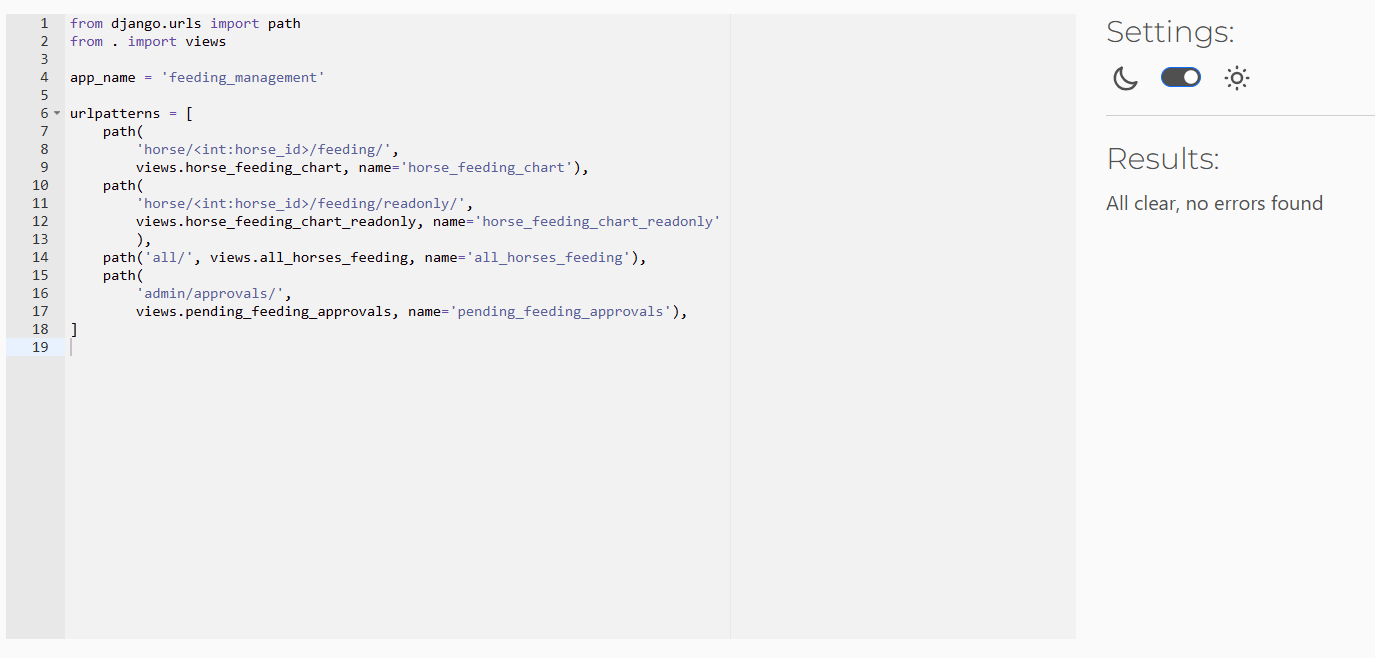 1 from django.urls import path
2 from . import views
3
4 app_name = 'feeding_management'
5
6 urlpatterns = [
7     path(
8         'horse/<int:horse_id>/feeding/',
9         views.horse_feeding_chart, name='horse_feeding_chart'),
10     path(
11         'horse/<int:horse_id>/feeding/readonly/',
12         views.horse_feeding_chart_readonly, name='horse_feeding_chart_readonly'
13         ),
14     path('all/', views.all_horses_feeding, name='all_horses_feeding'),
15     path(
16         'admin/approvals/',
17         views.pending_feeding_approvals, name='pending_feeding_approvals'),
18 ]
19
Settings:
Results:
All clear, no errors found